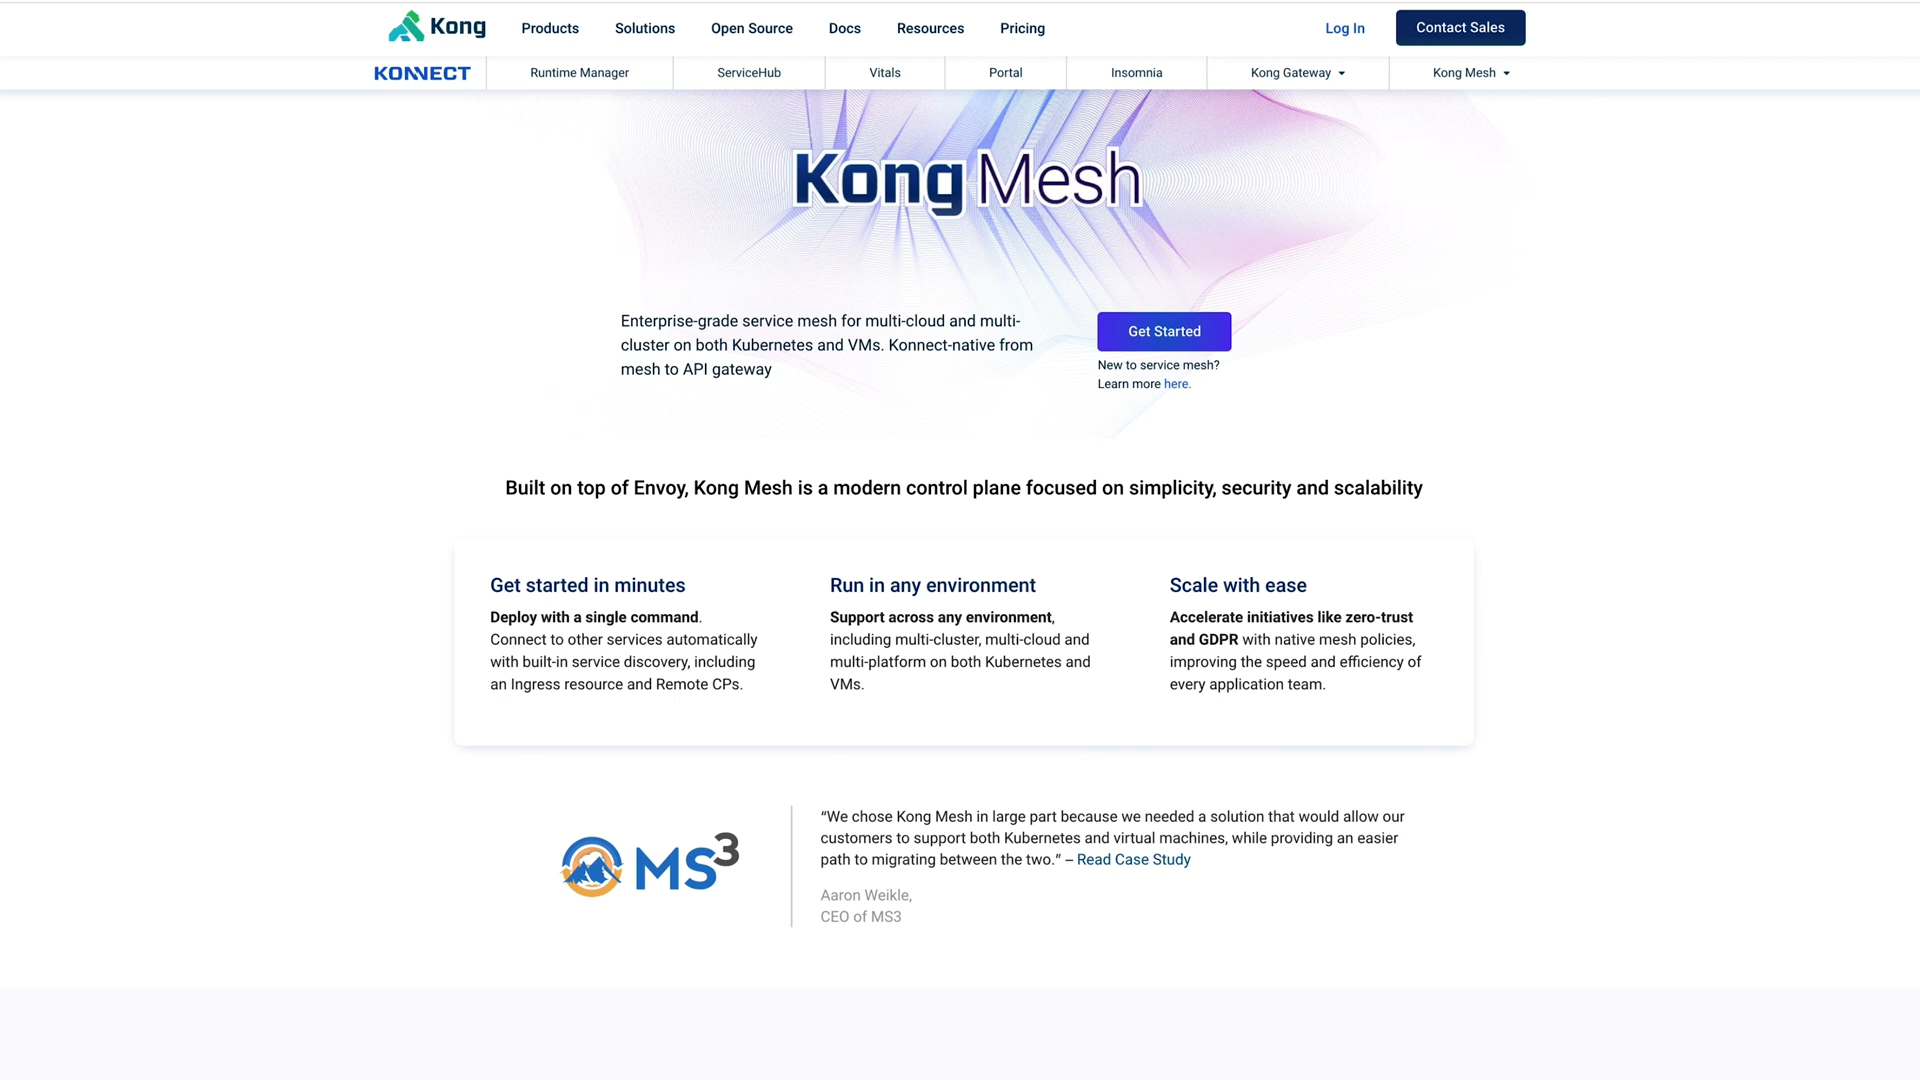 Kong
Products
Solutions
Open Source
Docs
Resources
Pricing
Log In
Contact Sales
KONNECT
Runtime Manager
ServiceHub
Vitals
Portal
Insomnia
Kong Gateway
Kong Mesh
Kong Mesh
Enterprise-grade service mesh for multi-cloud and multi-
cluster on both Kubernetes and VMs. Konnect-native from
mesh to API gateway
Get Started
New to service mesh?
Learn more here.
Built on top of Envoy, Kong Mesh is a modern control plane focused on simplicity, security and scalability
Get started in minutes
Deploy with a single command.
Connect to other services automatically
with built-in service discovery, including
an Ingress resource and Remote CPs.
Run in any environment
Support across any environment,
including multi-cluster, multi-cloud and
multi-platform on both Kubernetes and
VMs.
Scale with ease
Accelerate initiatives like zero-trust
and GDPR with native mesh policies,
improving the speed and efficiency of
every application team.
MS3
“We chose Kong Mesh in large part because we needed a solution that would allow our
customers to support both Kubernetes and virtual machines, while providing an easier
path to migrating between the two.” – Read Case Study
Aaron Weikle,
CEO of MS3